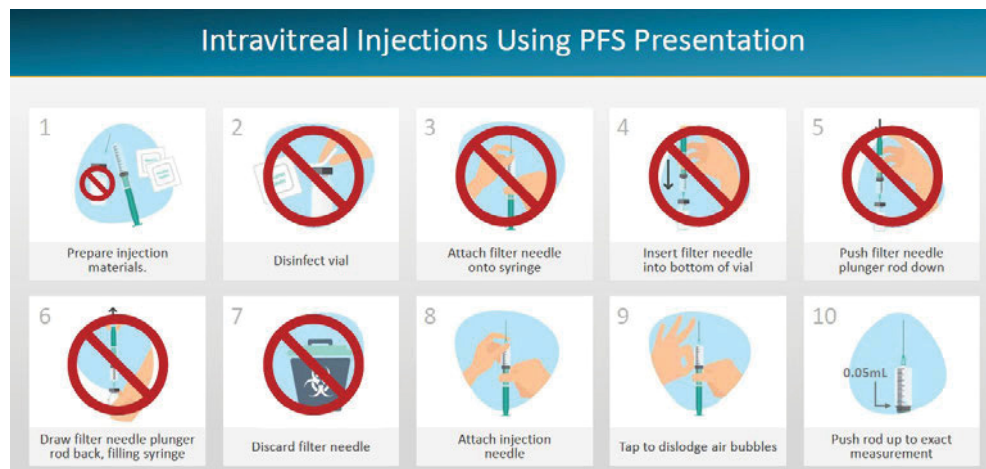 Intravitreal Injections Using PFS Presentation
1
2
3
4
5
Prepare injection
materials.
Disinfect vial
Attach filter needle
onto syringe
Insert filter needle
into bottom of vial
Push filter needle
plunger rod down
6
7
8
9
10
0.05mL
Draw filter needle plunger
rod back, filling syringe
Discard filter needle
Attach injection
needle
Tap to dislodge air bubbles
Push rod up to exact
measurement